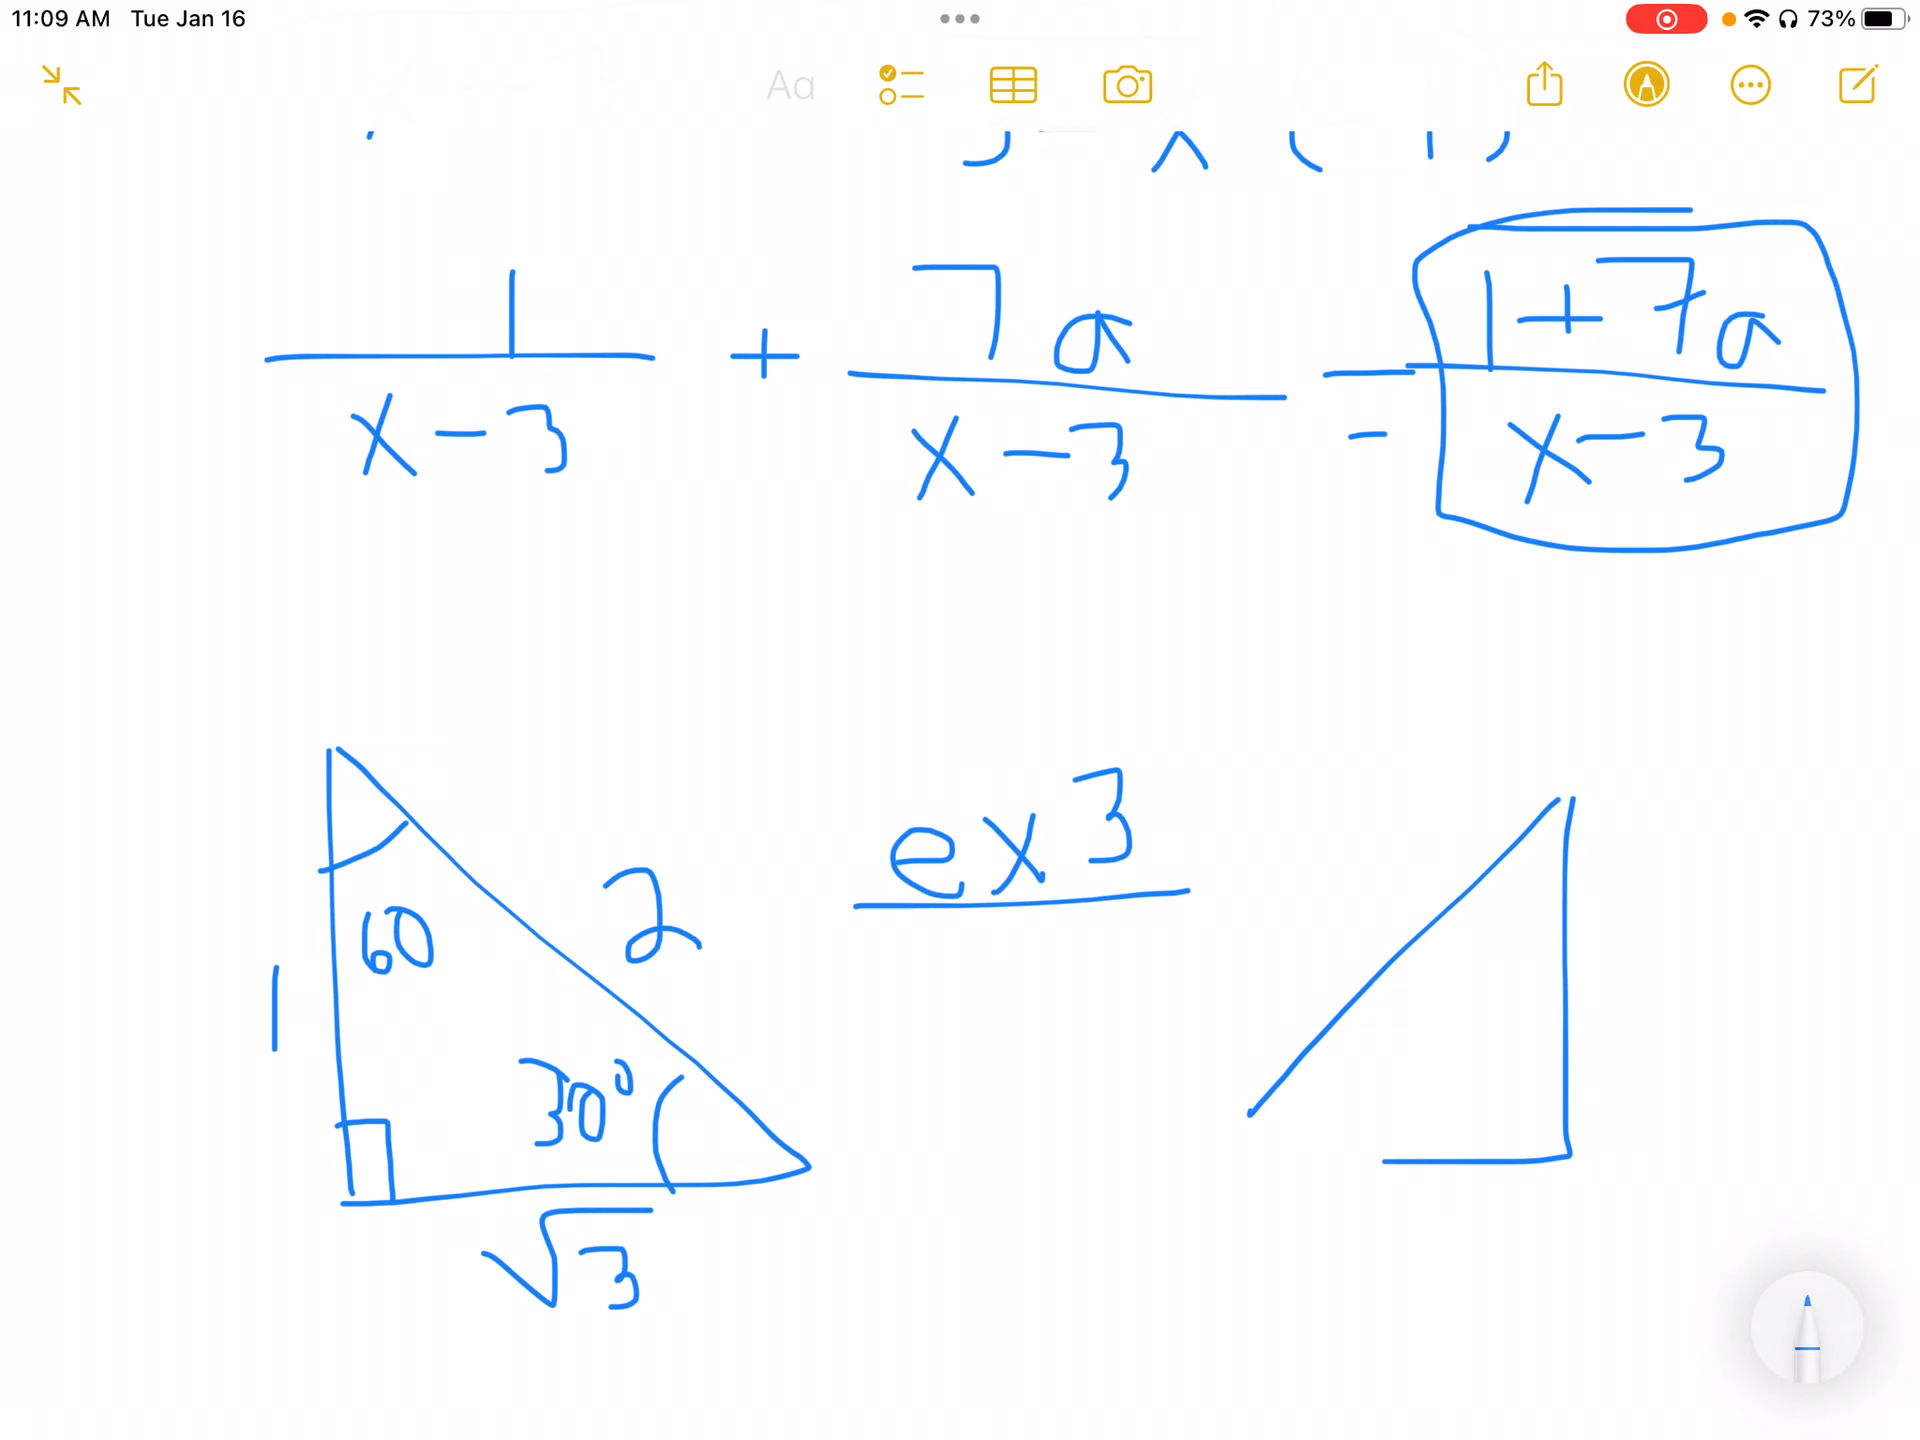 11:09 AM Tue Jan 16
73%
Aa
1/(x-3) + 7a/(x-3) = = (1+7a)/(x-3)
ex3
60
2
1
30°
√3